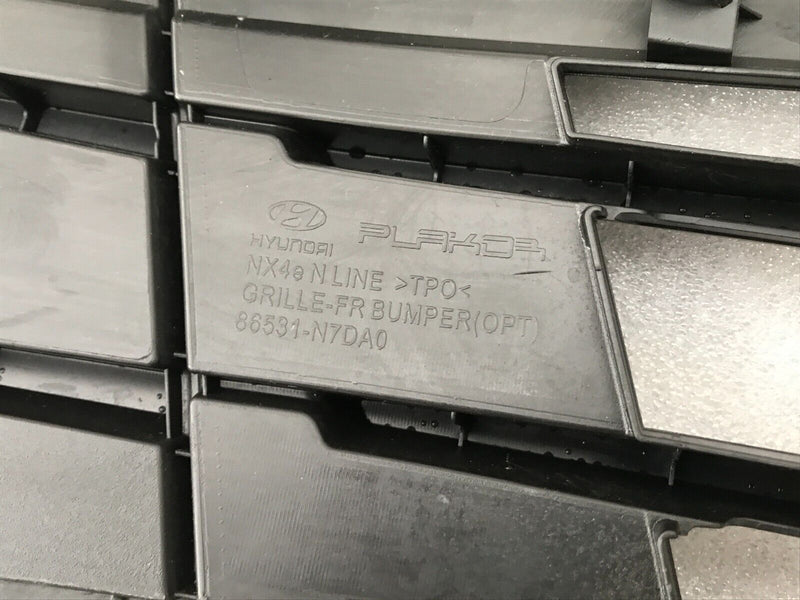 HYUNDAI PLAKOR
NX4e N LINE >TPO<
GRILLE-FR BUMPER(OPT)
86531-N7DA0